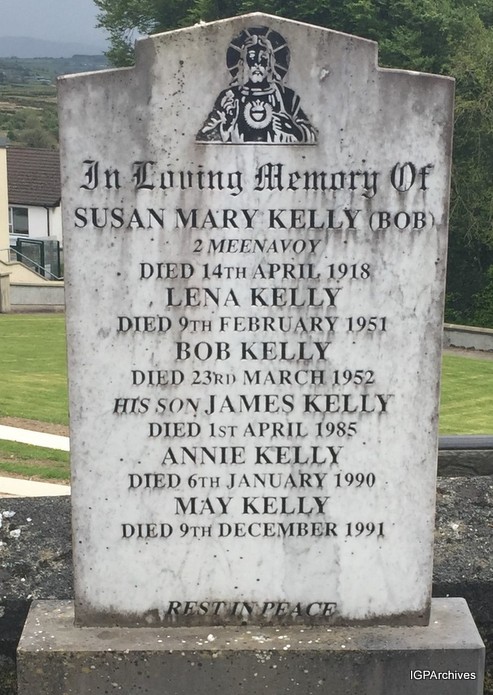 In Loving Memory Of
SUSAN MARY KELLY (BOB)
2 MEENAVOY
DIED 14TH APRIL 1918
LENA KELLY
DIED 9TH FEBRUARY 1951
BOB KELLY
DIED 23RD MARCH 1952
HIS SON JAMES KELLY
DIED 1ST APRIL 1985
ANNIE KELLY
DIED 6TH JANUARY 1990
MAY KELLY
DIED 9TH DECEMBER 1991
REST IN PEACE
IGPArchives